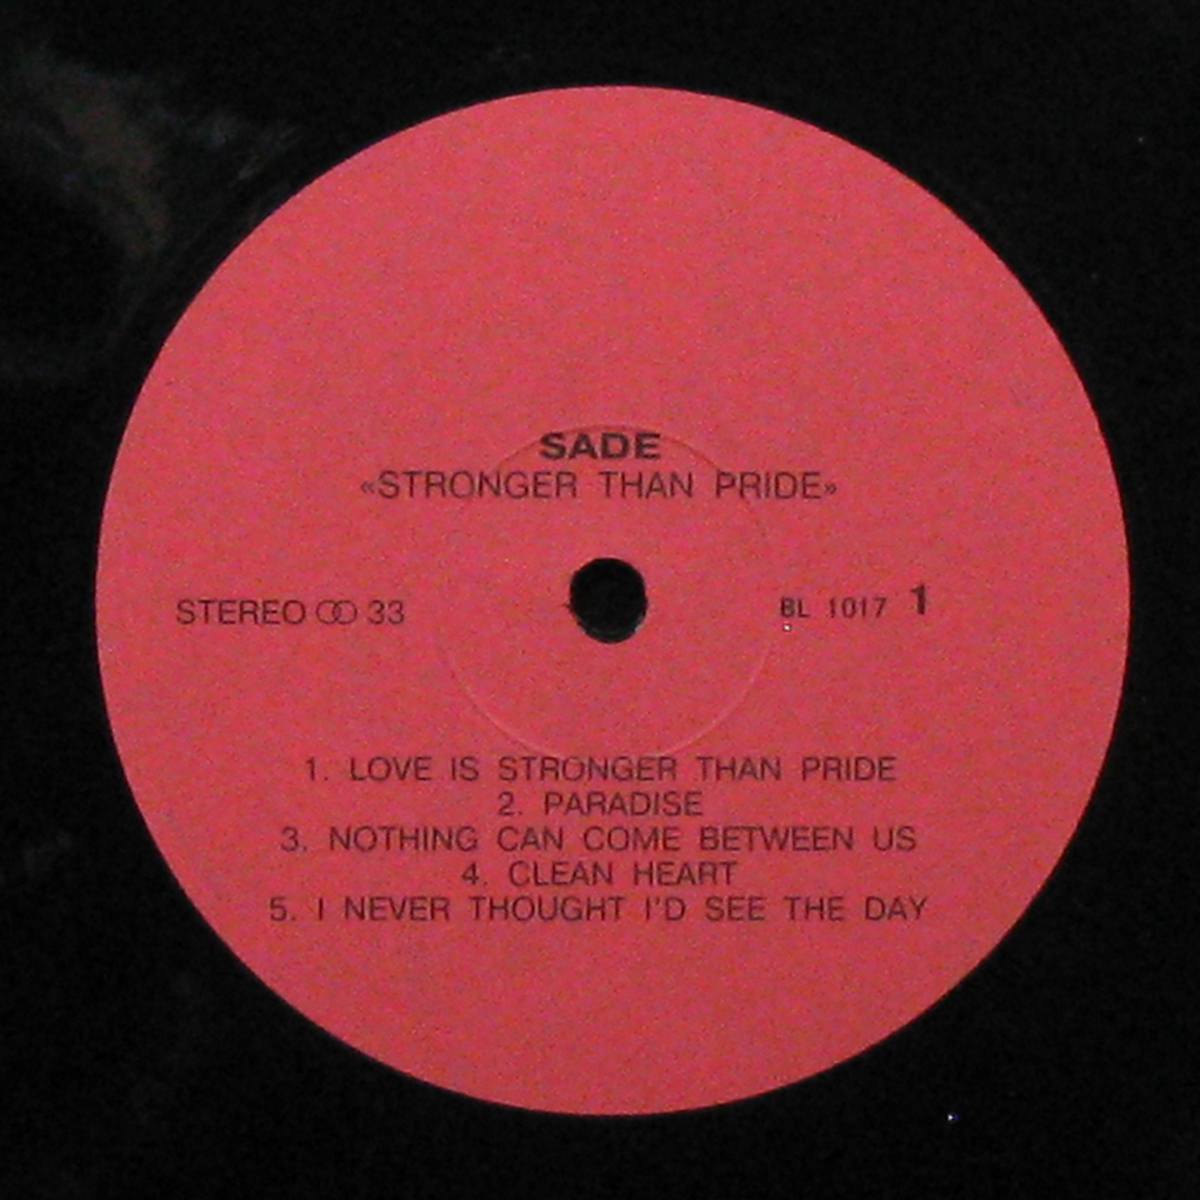 SADE
«STRONGER THAN PRIDE»
STEREO ꝏ 33
BL 1017 1
1. LOVE IS STRONGER THAN PRIDE
2. PARADISE
3. NOTHING CAN COME BETWEEN US
4. CLEAN HEART
5. I NEVER THOUGHT I'D SEE THE DAY